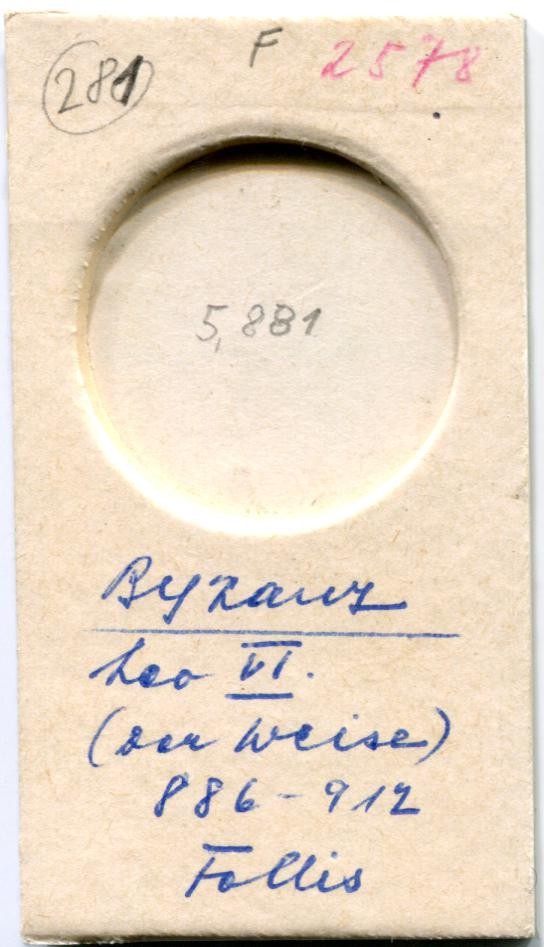 281 F 2578
5,881
Byzanz
Leo VI.
(der Weise)
886-912
Follis